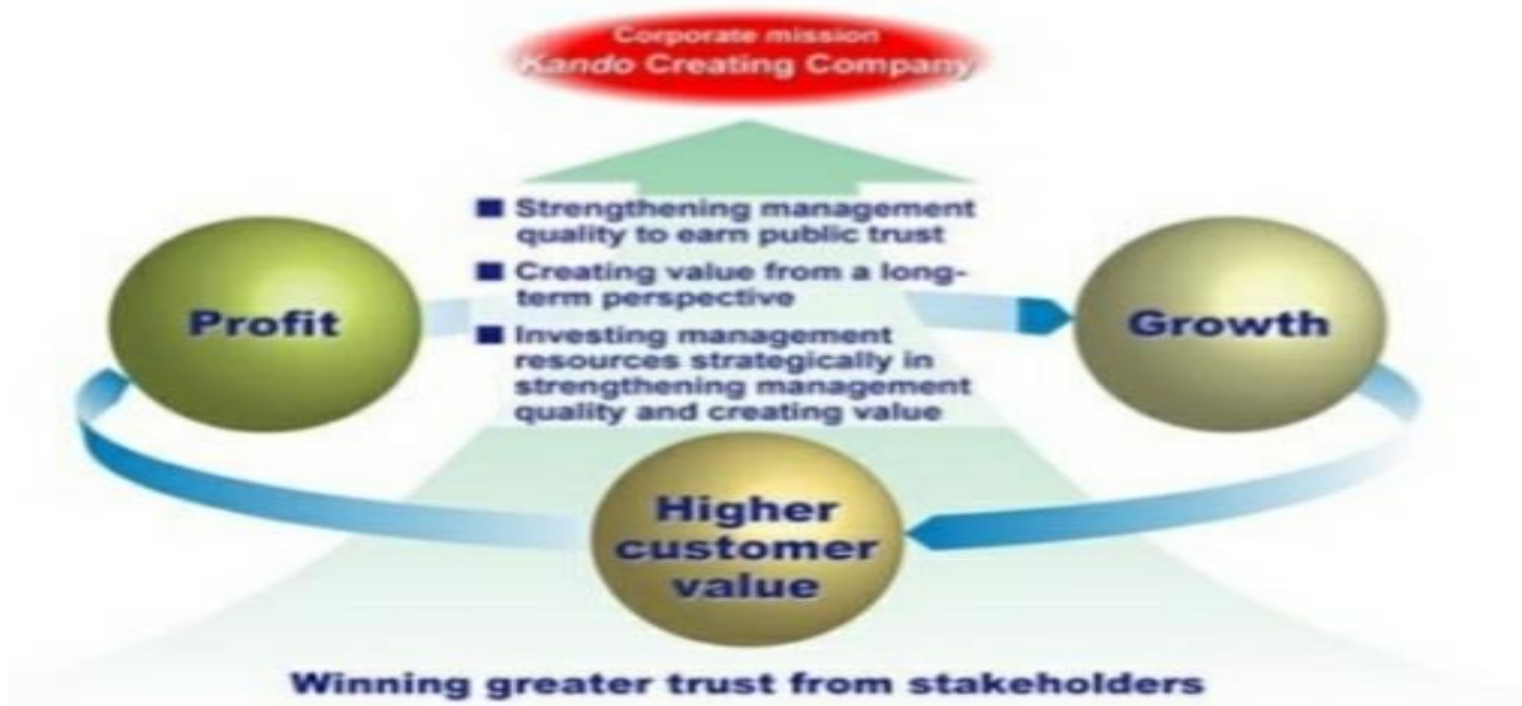 Corporate mission
Kando Creating Company
■ Strengthening management
quality to earn public trust
■ Creating value from a long-
term perspective
■ Investing management
resources strategically in
strengthening management
quality and creating value
Profit
Growth
Higher
customer
value
Winning greater trust from stakeholders